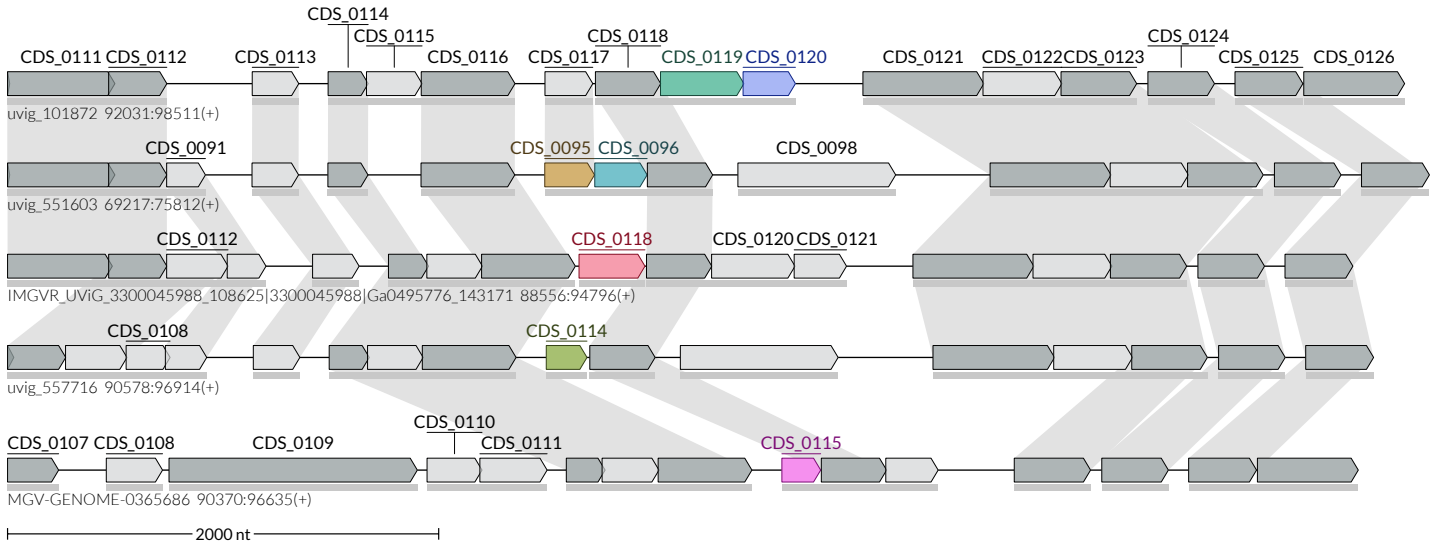 CDS_0114
CDS_0115 CDS_0118 CDS_0124
CDS_0111 CDS_0112 CDS_0113 CDS_0116 CDS_0117 CDS_0119 CDS_0120 CDS_0121 CDS_0122 CDS_0123 CDS_0125 CDS_0126
uvig_101872 92031:98511(+)
CDS_0091 CDS_0095 CDS_0096 CDS_0098
uvig_551603 69217:75812(+)
CDS_0112 CDS_0118 CDS_0120 CDS_0121
IMGVR_UViG_3300045988_108625|3300045988|Ga0495776_143171 88556:94796(+)
CDS_0108 CDS_0114
uvig_557716 90578:96914(+)
CDS_0110
CDS_0107 CDS_0108 CDS_0109 CDS_0111 CDS_0115
MGV-GENOME-0365686 90370:96635(+)
2000 nt